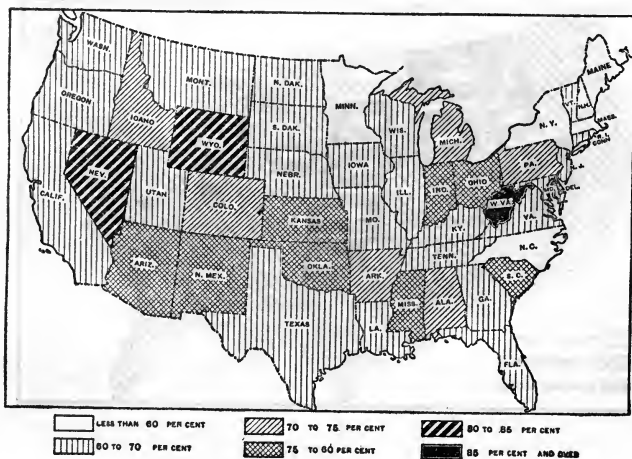 WASH.
MONT.
N. DAK.
MINN.
MAINE
OREGON
IDAHO
WYO.
S. DAK.
WIS.
MICH.
N.Y.
VT.
N.H.
MASS.
R.I.
CONN
NEV.
UTAH
COLO.
NEBR.
IOWA
ILL.
IND.
OHIO
PA.
N. J.
DEL.
CALIF.
KANSAS
MO.
KY.
W. VA.
VA.
ARIZ.
N. MEX.
OKLA.
ARK.
TENN.
N.C.
S. C.
TEXAS
LA.
MISS.
ALA.
GA.
FLA.
LESS THAN 60 PER CENT
70 TO 75. PER CENT
80 TO .85 PER CENT
60 TO 70 PER CENT
75 TO 60 PER CENT
85 PER CENT AND OVER